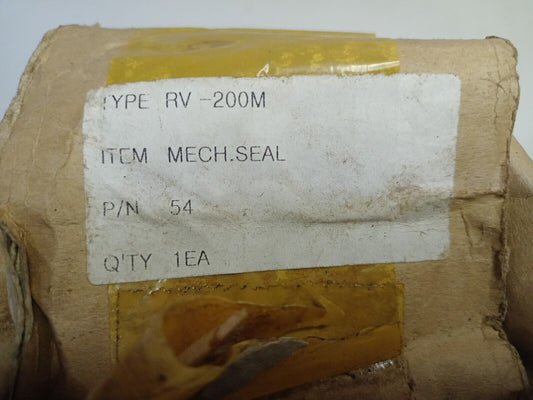 TYPE RV-200M
ITEM MECH.SEAL
P/N 54
Q'TY 1EA